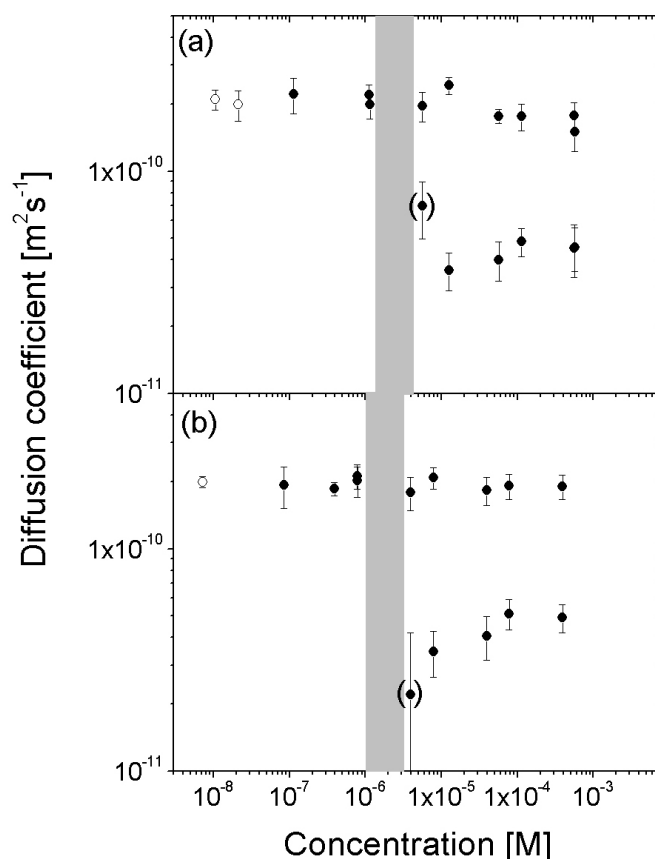 (a)
1x10⁻¹⁰
( )
10⁻¹¹
(b)
1x10⁻¹⁰
( )
10⁻¹¹
Diffusion coefficient [m²s⁻¹]
10⁻⁸ 10⁻⁷ 10⁻⁶ 1x10⁻⁵ 1x10⁻⁴ 10⁻³
Concentration [M]